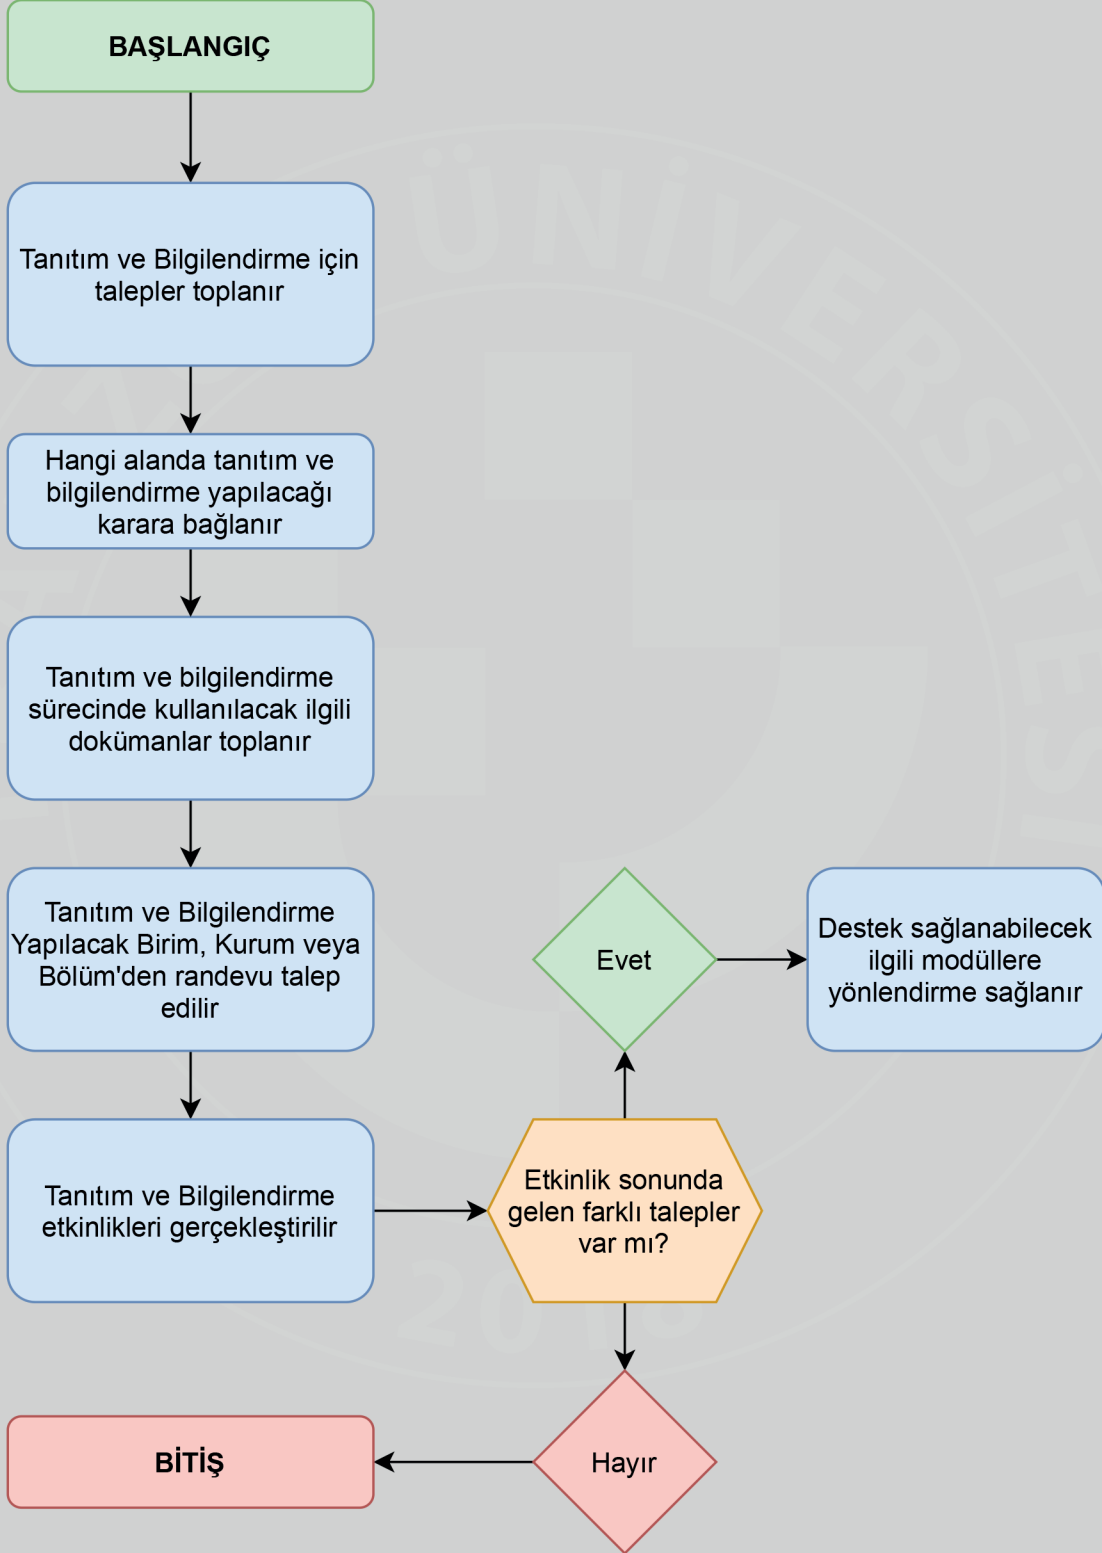 BAŞLANGIÇ
Tanıtım ve Bilgilendirme için
talepler toplanır
Hangi alanda tanıtım ve
bilgilendirme yapılacağı
karara bağlanır
Tanıtım ve bilgilendirme
sürecinde kullanılacak ilgili
dokümanlar toplanır
Tanıtım ve Bilgilendirme
Yapılacak Birim, Kurum veya
Bölüm'den randevu talep
edilir
Tanıtım ve Bilgilendirme
etkinlikleri gerçekleştirilir
Etkinlik sonunda
gelen farklı talepler
var mı?
Evet
Destek sağlanabilecek
ilgili modüllere
yönlendirme sağlanır
Hayır
BİTİŞ
ÜNİVERSİTESİ